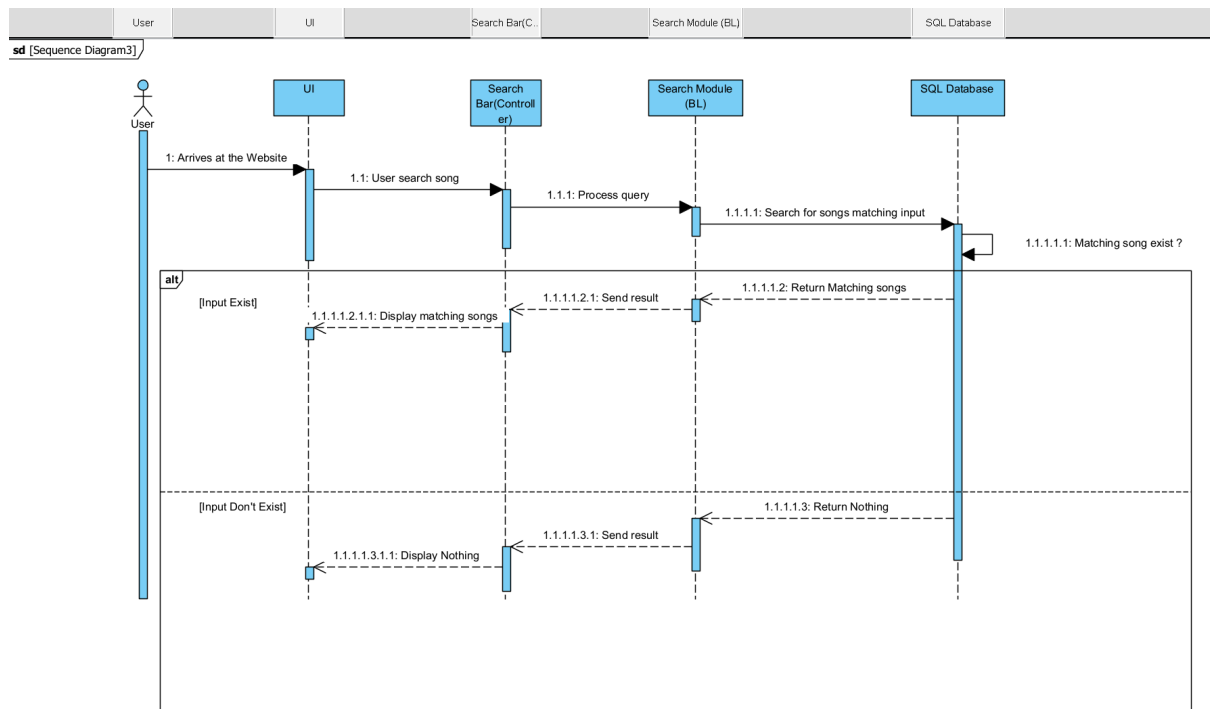 User
UI
Search Bar(C..
Search Module (BL)
SQL Database
sd [Sequence Diagram3]
User
UI
Search
Bar(Controll
er)
Search Module
(BL)
SQL Database
1: Arrives at the Website
1.1: User search song
1.1.1: Process query
1.1.1.1: Search for songs matching input
1.1.1.1.1: Matching song exist ?
alt
[Input Exist]
1.1.1.1.2: Return Matching songs
1.1.1.1.2.1: Send result
1.1.1.1.2.1.1: Display matching songs
[Input Don't Exist]
1.1.1.1.3: Return Nothing
1.1.1.1.3.1: Send result
1.1.1.1.3.1.1: Display Nothing